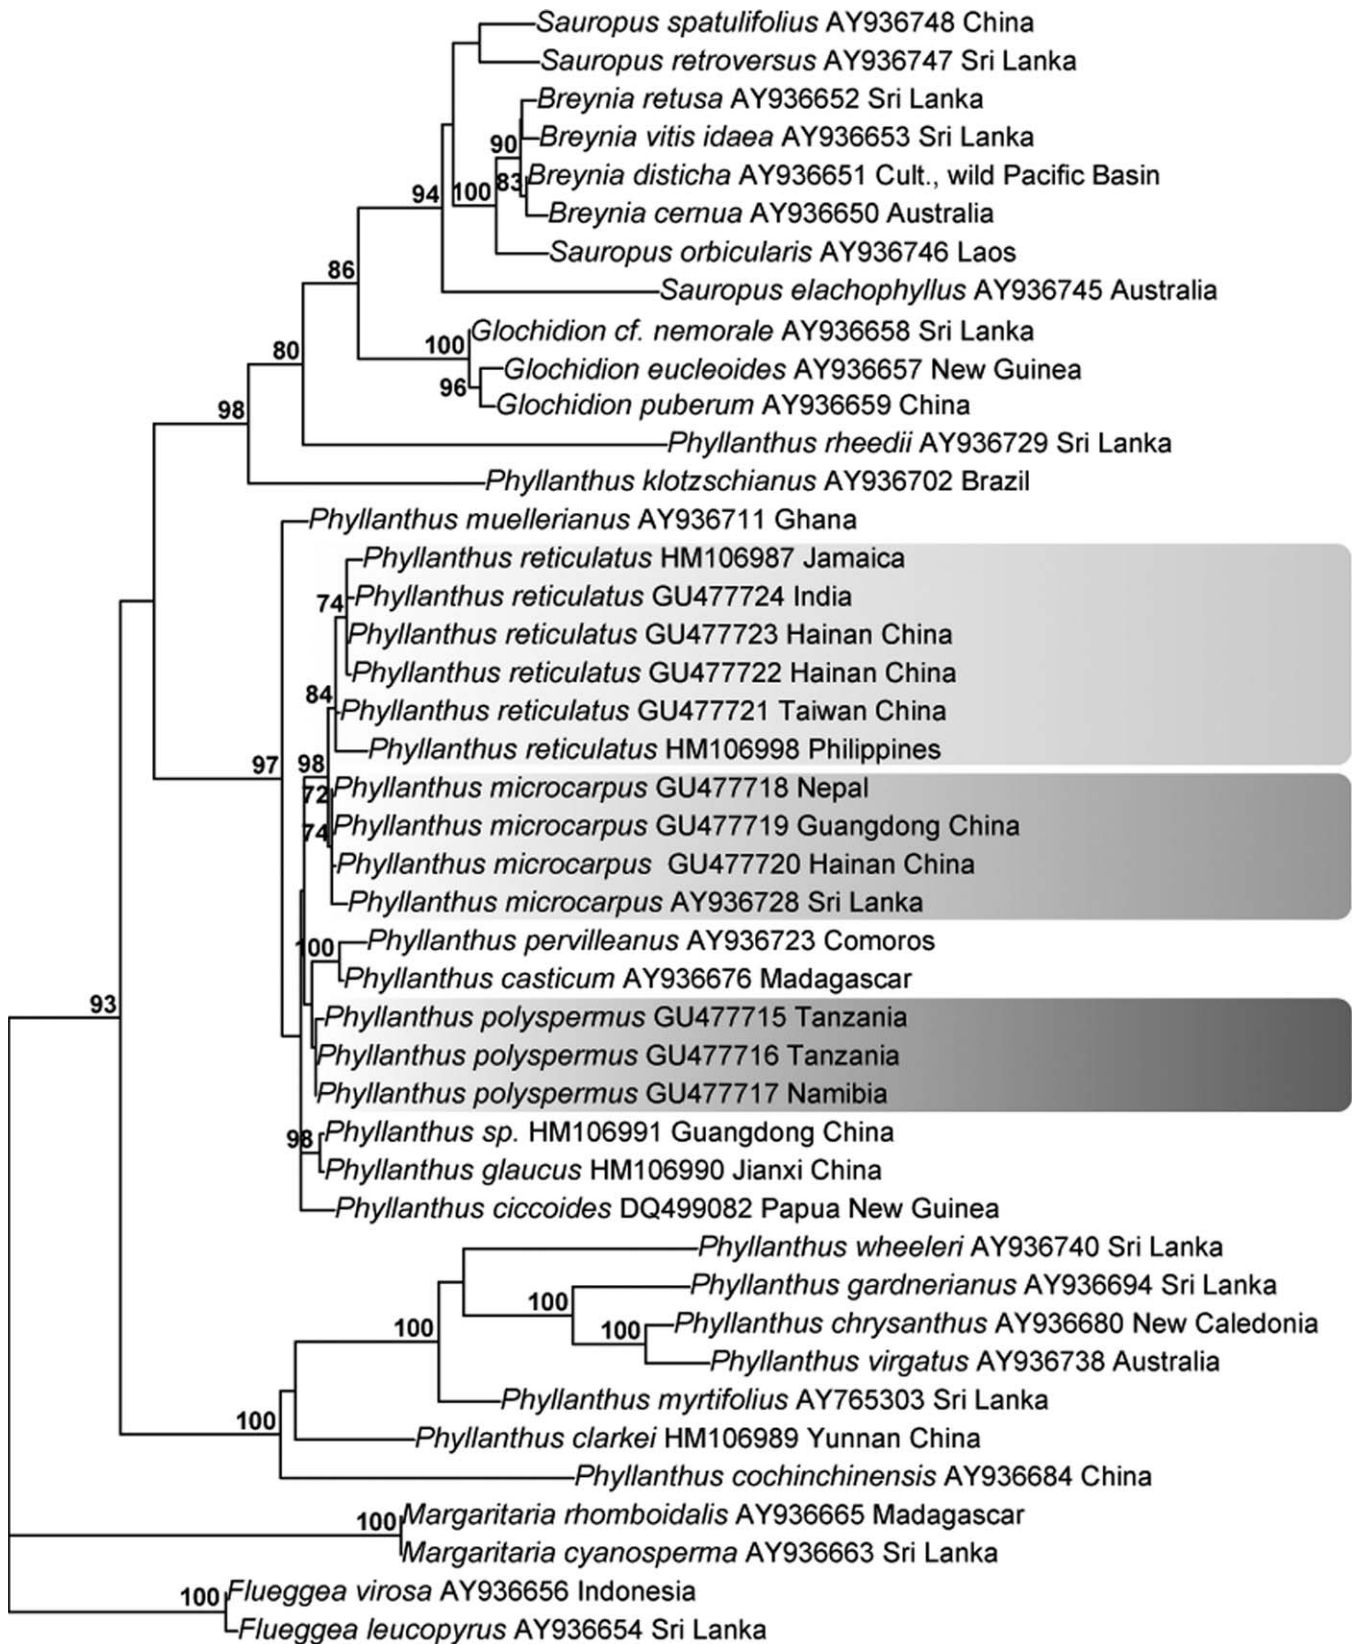 Sauropus spatulifolius AY936748 China
Sauropus retroversus AY936747 Sri Lanka
Breynia retusa AY936652 Sri Lanka
Breynia vitis idaea AY936653 Sri Lanka
90
Breynia disticha AY936651 Cult., wild Pacific Basin
94 100 83
Breynia cernua AY936650 Australia
Sauropus orbicularis AY936746 Laos
86
Sauropus elachophyllus AY936745 Australia
Glochidion cf. nemorale AY936658 Sri Lanka
80 100
Glochidion eucleoides AY936657 New Guinea
96
Glochidion puberum AY936659 China
98
Phyllanthus rheedii AY936729 Sri Lanka
Phyllanthus klotzschianus AY936702 Brazil
Phyllanthus muellerianus AY936711 Ghana
Phyllanthus reticulatus HM106987 Jamaica
74
Phyllanthus reticulatus GU477724 India
Phyllanthus reticulatus GU477723 Hainan China
Phyllanthus reticulatus GU477722 Hainan China
84
Phyllanthus reticulatus GU477721 Taiwan China
Phyllanthus reticulatus HM106998 Philippines
97 98
Phyllanthus microcarpus GU477718 Nepal
72
Phyllanthus microcarpus GU477719 Guangdong China
74
Phyllanthus microcarpus GU477720 Hainan China
Phyllanthus microcarpus AY936728 Sri Lanka
Phyllanthus pervilleanus AY936723 Comoros
100
Phyllanthus casticum AY936676 Madagascar
93
Phyllanthus polyspermus GU477715 Tanzania
Phyllanthus polyspermus GU477716 Tanzania
Phyllanthus polyspermus GU477717 Namibia
Phyllanthus sp. HM106991 Guangdong China
98
Phyllanthus glaucus HM106990 Jianxi China
Phyllanthus ciccoides DQ499082 Papua New Guinea
Phyllanthus wheeleri AY936740 Sri Lanka
Phyllanthus gardnerianus AY936694 Sri Lanka
100
Phyllanthus chrysanthus AY936680 New Caledonia
100 100
Phyllanthus virgatus AY936738 Australia
Phyllanthus myrtifolius AY765303 Sri Lanka
100
Phyllanthus clarkei HM106989 Yunnan China
Phyllanthus cochinchinensis AY936684 China
Margaritaria rhomboidalis AY936665 Madagascar
100
Margaritaria cyanosperma AY936663 Sri Lanka
Flueggea virosa AY936656 Indonesia
100
Flueggea leucopyrus AY936654 Sri Lanka